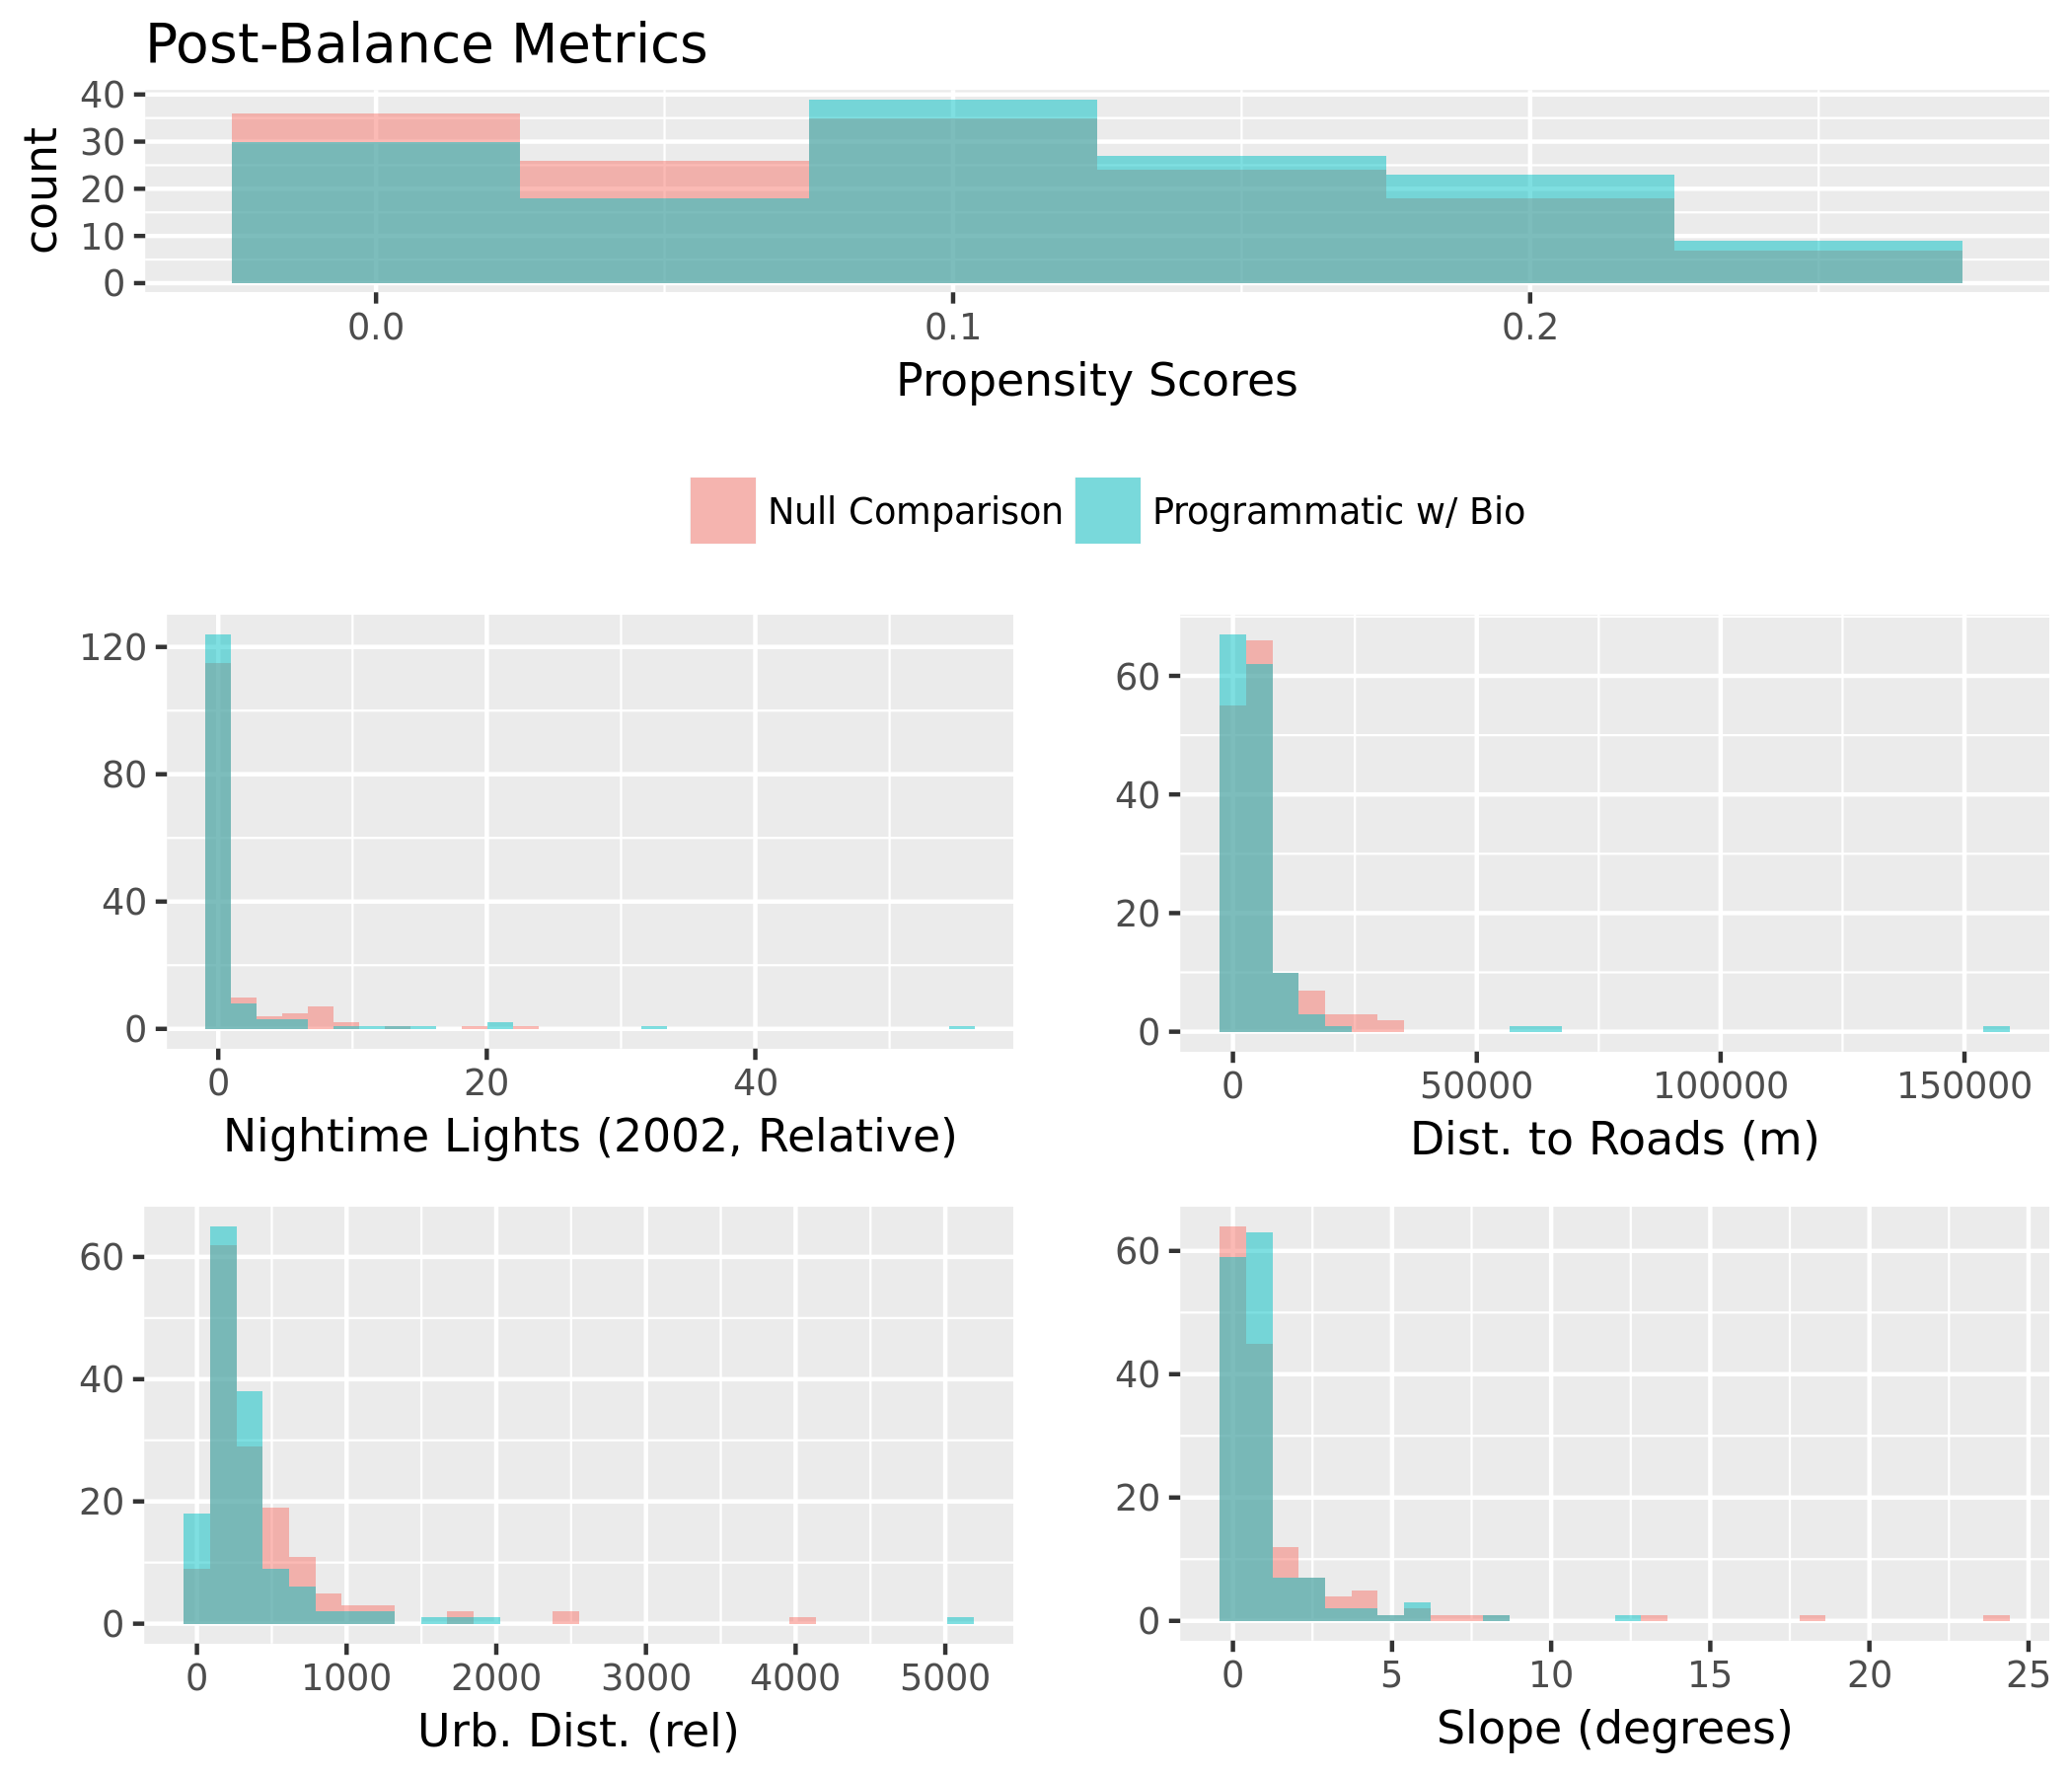 Post-Balance Metrics
count
40
30
20
10
0
0.0 0.1 0.2
Propensity Scores
Null Comparison Programmatic w/ Bio
120
80
40
0
0 20 40
Nightime Lights (2002, Relative)
60
40
20
0
0 50000 100000 150000
Dist. to Roads (m)
60
40
20
0
0 1000 2000 3000 4000 5000
Urb. Dist. (rel)
60
40
20
0
0 5 10 15 20 25
Slope (degrees)